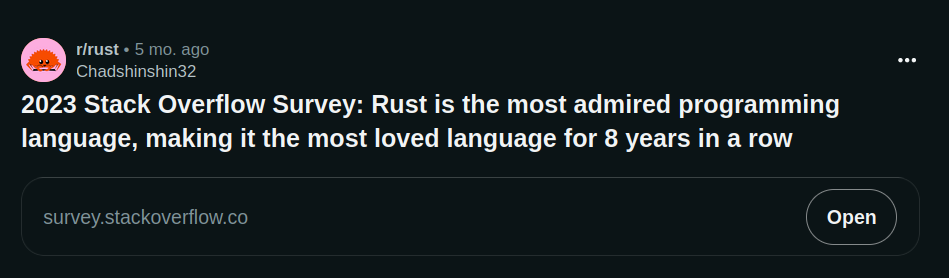 r/rust • 5 mo. ago
Chadshinshin32
2023 Stack Overflow Survey: Rust is the most admired programming
language, making it the most loved language for 8 years in a row
survey.stackoverflow.co
Open